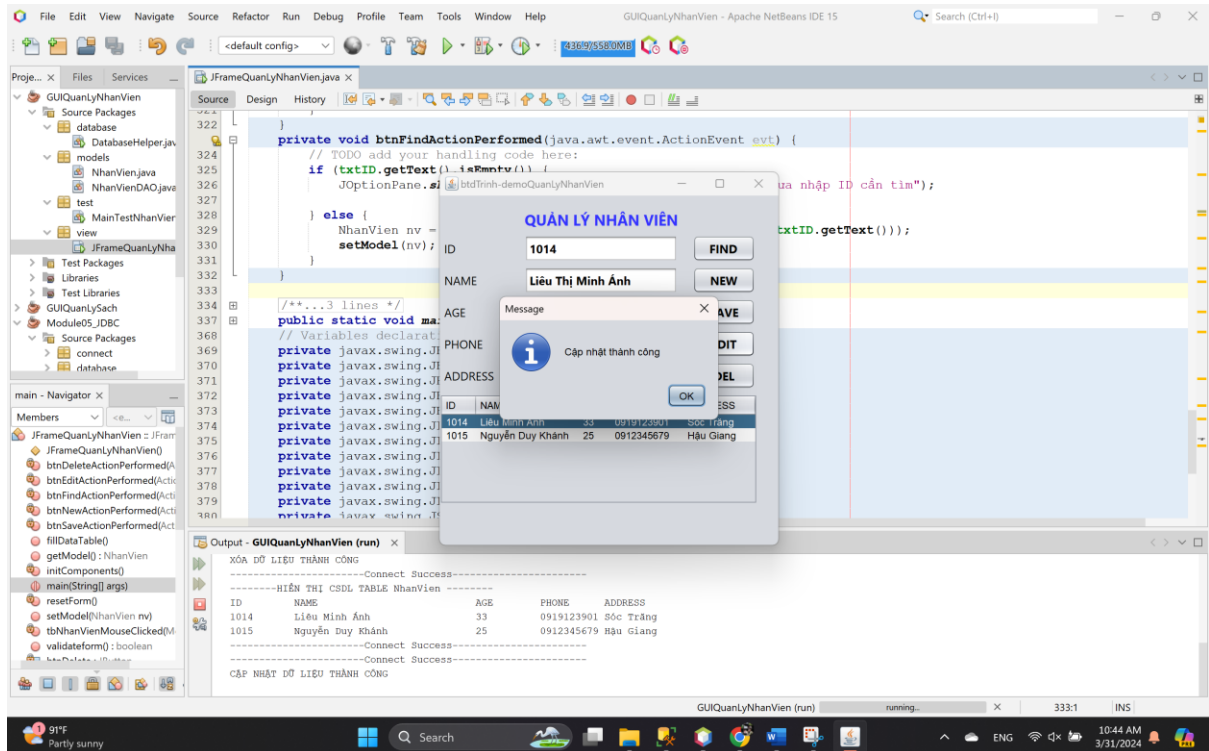 File Edit View Navigate Source Refactor Run Debug Profile Team Tools Window Help GUIQuanLyNhanVien - Apache NetBeans IDE 15 Search (Ctrl+I)
<default config> 436.9/558.0MB
Proje... Files Services
JFrameQuanLyNhanVien.java
Source Design History
GUIQuanLyNhanVien
Source Packages
database
DatabaseHelper.jav
models
NhanVien.java
NhanVienDAO.java
test
MainTestNhanVier
view
JFrameQuanLyNha
Test Packages
Libraries
Test Libraries
GUIQuanLySach
Module05_JDBC
Source Packages
connect
database
322 }
private void btnFindActionPerformed(java.awt.event.ActionEvent evt) {
324 // TODO add your handling code here:
325 if (txtID.getText().isEmpty()) {
326 JOptionPane.s ưa nhập ID cần tìm");
327
328 } else {
329 NhanVien nv = txtID.getText()));
330 setModel(nv);
331 }
332 }
333
334 /**...3 lines */
337 public static void ma
368 // Variables declarat
369 private javax.swing.J
370 private javax.swing.J
371 private javax.swing.J
372 private javax.swing.J
373 private javax.swing.J
374 private javax.swing.J
375 private javax.swing.J
376 private javax.swing.J
377 private javax.swing.J
378 private javax.swing.J
379 private javax.swing.J
380 private javax.swing.J
btdTrinh-demoQuanLyNhanVien
QUẢN LÝ NHÂN VIÊN
ID 1014 FIND
NAME Liêu Thị Minh Ánh NEW
AGE AVE
PHONE DIT
ADDRESS DEL
Message
Cập nhật thành công
OK
ID NAM ESS
1014 Liêu Minh Ánh 33 0919123901 Sóc Trăng
1015 Nguyễn Duy Khánh 25 0912345679 Hậu Giang
main - Navigator
Members <e...
JFrameQuanLyNhanVien :: JFram
JFrameQuanLyNhanVien()
btnDeleteActionPerformed(A
btnEditActionPerformed(Actic
btnFindActionPerformed(Acti
btnNewActionPerformed(Acti
btnSaveActionPerformed(Act
fillDataTable()
getModel() : NhanVien
initComponents()
main(String[] args)
resetForm()
setModel(NhanVien nv)
tbNhanVienMouseClicked(M
validateform() : boolean
btnDelete : JButton
Output - GUIQuanLyNhanVien (run)
XÓA DỮ LIỆU THÀNH CÔNG
-----------------------Connect Success-----------------------
--------HIỂN THỊ CSDL TABLE NhanVien --------
ID NAME AGE PHONE ADDRESS
1014 Liêu Minh Ánh 33 0919123901 Sóc Trăng
1015 Nguyễn Duy Khánh 25 0912345679 Hậu Giang
-----------------------Connect Success-----------------------
-----------------------Connect Success-----------------------
CẬP NHẬT DỮ LIỆU THÀNH CÔNG
GUIQuanLyNhanVien (run) running... 333:1 INS
1
91°F
Partly sunny
Search
ENG
10:44 AM
3/31/2024